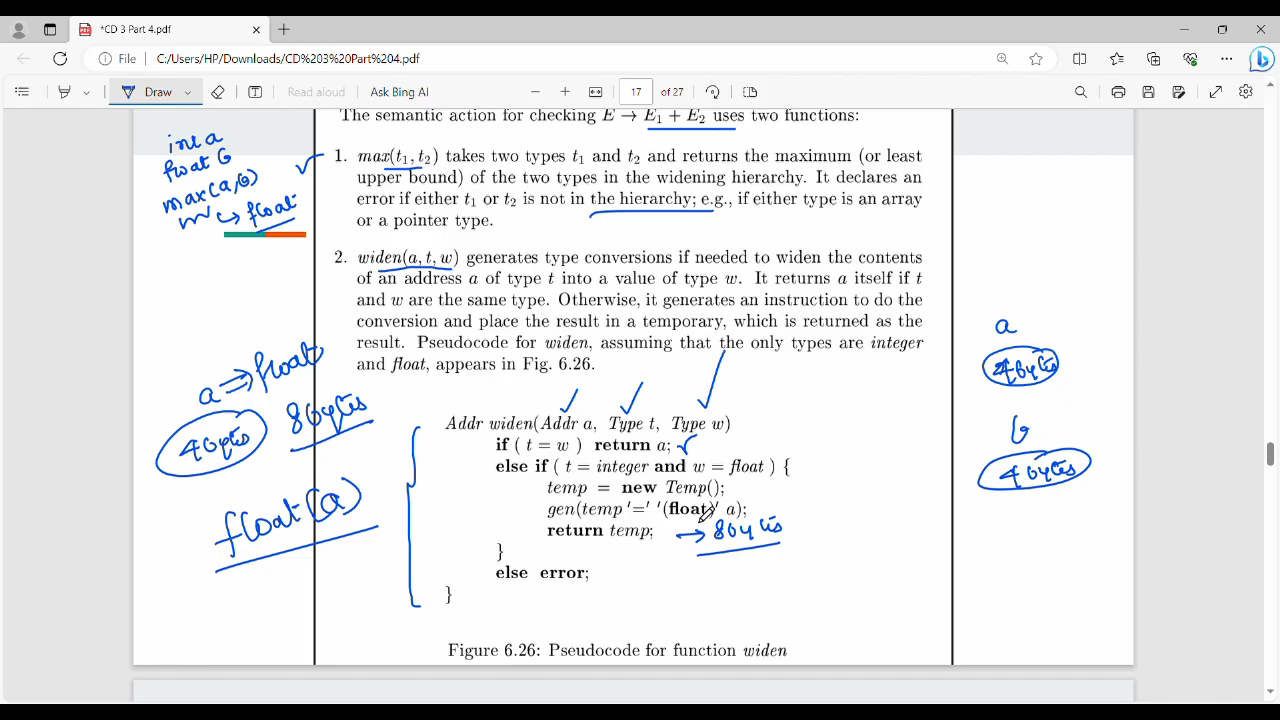 *CD 3 Part 4.pdf
File C:/Users/HP/Downloads/CD%203%20Part%204.pdf
Draw Read aloud Ask Bing AI 17 of 27
The semantic action for checking E → E₁ + E₂ uses two functions:
float b
max(a,b)
↪ float
1. max(t₁, t₂) takes two types t₁ and t₂ and returns the maximum (or least
upper bound) of the two types in the widening hierarchy. It declares an
error if either t₁ or t₂ is not in the hierarchy; e.g., if either type is an array
or a pointer type.
2. widen(a, t, w) generates type conversions if needed to widen the contents
of an address a of type t into a value of type w. It returns a itself if t
and w are the same type. Otherwise, it generates an instruction to do the
conversion and place the result in a temporary, which is returned as the
result. Pseudocode for widen, assuming that the only types are integer
and float, appears in Fig. 6.26.
a
4bytes
b
4bytes
a ⇒ float
4bytes 8bytes
float(a)
Addr widen(Addr a, Type t, Type w)
if ( t = w ) return a;
else if ( t = integer and w = float ) {
temp = new Temp();
gen(temp '=' '(float)' a);
return temp; → 8bytes
}
else error;
}
Figure 6.26: Pseudocode for function widen